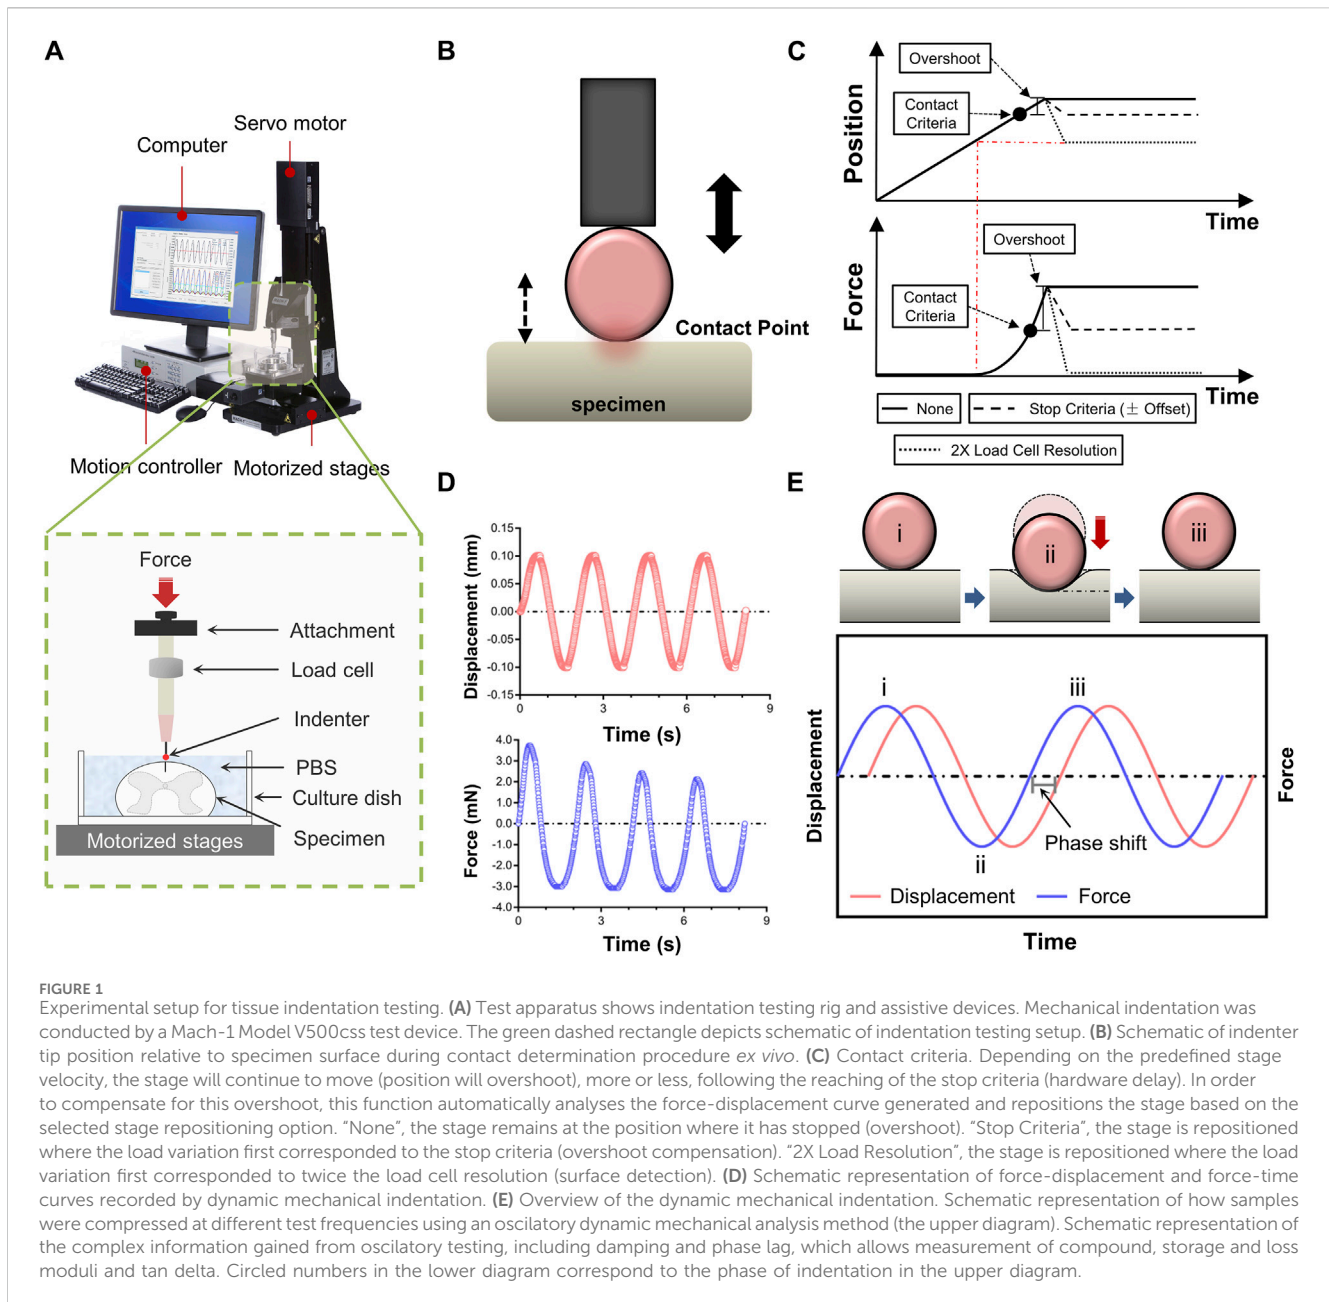 A
Servo motor
Computer
Motion controller
Motorized stages
Force
Attachment
Load cell
Indenter
PBS
Culture dish
Specimen
Motorized stages
B
Contact Point
specimen
C
Overshoot
Contact
Criteria
Position
Time
Overshoot
Contact
Criteria
Force
Time
None
Stop Criteria (± Offset)
2X Load Cell Resolution
D
Displacement (mm)
0.15
0.10
0.05
0.00
-0.05
-0.10
-0.15
0
3
6
9
Time (s)
Force (mN)
4.0
3.0
2.0
1.0
0.0
-1.0
-2.0
-3.0
-4.0
0
3
6
9
Time (s)
E
i
ii
iii
i
iii
Displacement
Force
Phase shift
ii
Displacement
Force
Time
FIGURE 1
Experimental setup for tissue indentation testing. (A) Test apparatus shows indentation testing rig and assistive devices. Mechanical indentation was
conducted by a Mach-1 Model V500css test device. The green dashed rectangle depicts schematic of indentation testing setup. (B) Schematic of indenter
tip position relative to specimen surface during contact determination procedure ex vivo. (C) Contact criteria. Depending on the predefined stage
velocity, the stage will continue to move (position will overshoot), more or less, following the reaching of the stop criteria (hardware delay). In order
to compensate for this overshoot, this function automatically analyses the force-displacement curve generated and repositions the stage based on the
selected stage repositioning option. “None”, the stage remains at the position where it has stopped (overshoot). “Stop Criteria”, the stage is repositioned
where the load variation first corresponded to the stop criteria (overshoot compensation). “2X Load Resolution”, the stage is repositioned where the load
variation first corresponded to twice the load cell resolution (surface detection). (D) Schematic representation of force-displacement and force-time
curves recorded by dynamic mechanical indentation. (E) Overview of the dynamic mechanical indentation. Schematic representation of how samples
were compressed at different test frequencies using an oscilatory dynamic mechanical analysis method (the upper diagram). Schematic representation of
the complex information gained from oscilatory testing, including damping and phase lag, which allows measurement of compound, storage and loss
moduli and tan delta. Circled numbers in the lower diagram correspond to the phase of indentation in the upper diagram.